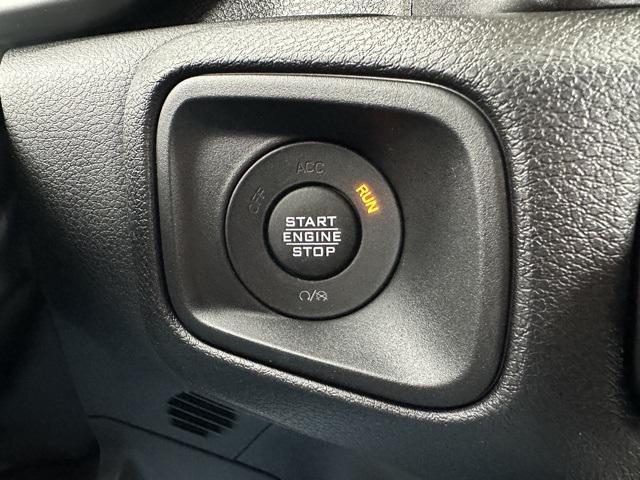 OFF
ACC
RUN
START
ENGINE
STOP